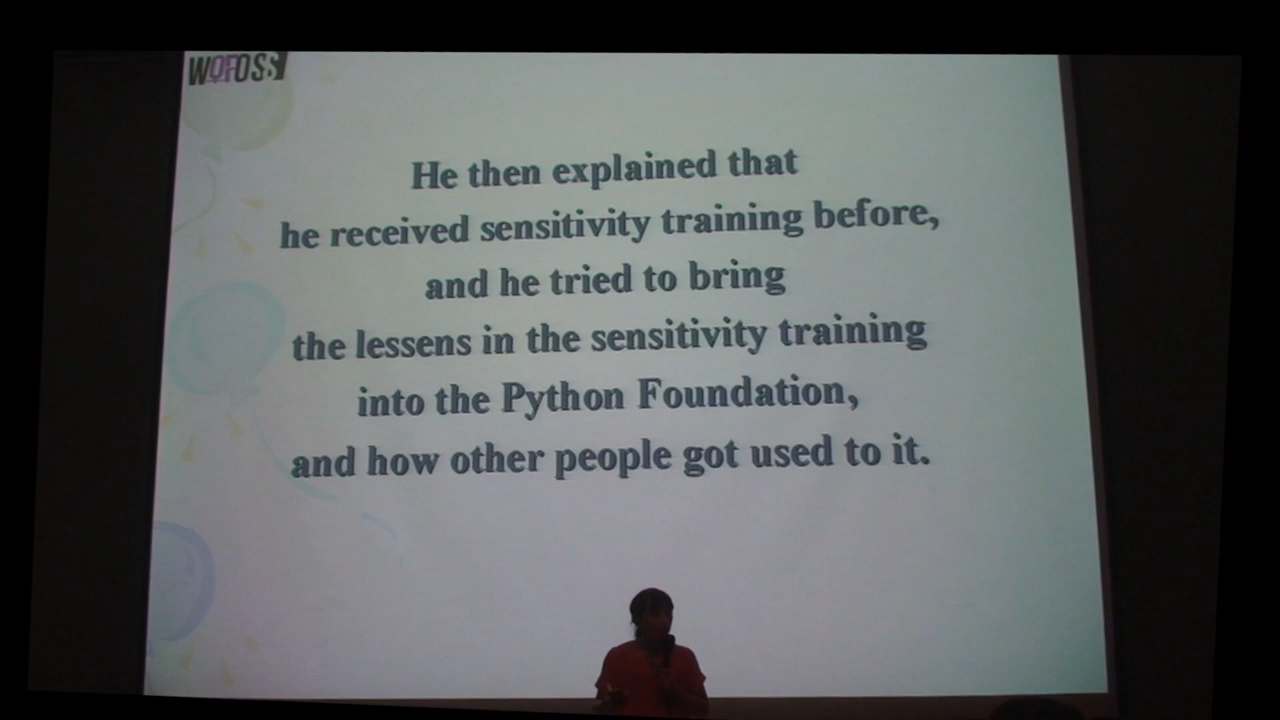 WOFOSS
He then explained that
he received sensitivity training before,
and he tried to bring
the lessens in the sensitivity training
into the Python Foundation,
and how other people got used to it.